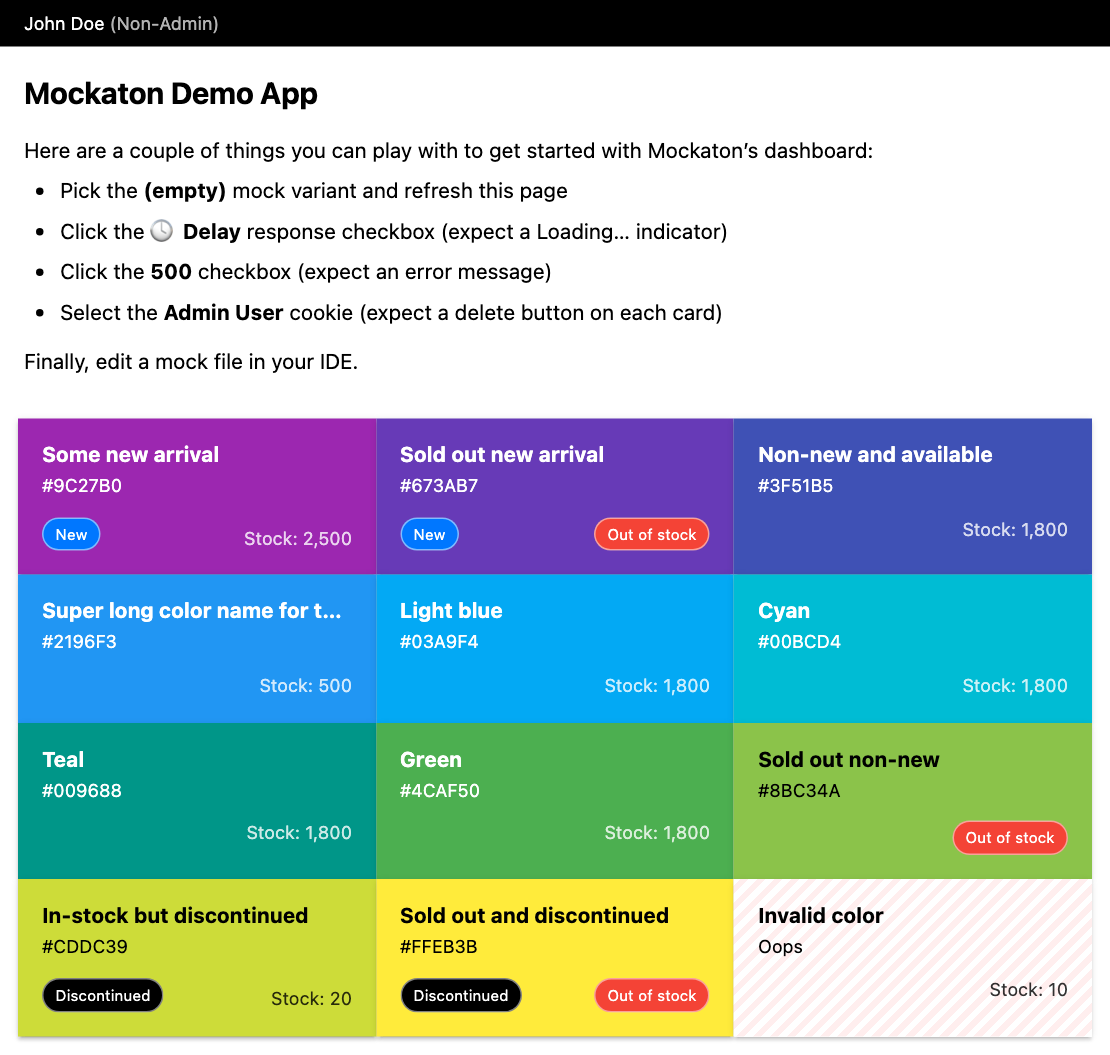 John Doe (Non-Admin)
Mockaton Demo App
Here are a couple of things you can play with to get started with Mockaton’s dashboard:
• Pick the (empty) mock variant and refresh this page
• Click the 🕓 Delay response checkbox (expect a Loading… indicator)
• Click the 500 checkbox (expect an error message)
• Select the Admin User cookie (expect a delete button on each card)
Finally, edit a mock file in your IDE.
Some new arrival
#9C27B0
New
Stock: 2,500
Sold out new arrival
#673AB7
New
Out of stock
Non-new and available
#3F51B5
Stock: 1,800
Super long color name for t…
#2196F3
Stock: 500
Light blue
#03A9F4
Stock: 1,800
Cyan
#00BCD4
Stock: 1,800
Teal
#009688
Stock: 1,800
Green
#4CAF50
Stock: 1,800
Sold out non-new
#8BC34A
Out of stock
In-stock but discontinued
#CDDC39
Discontinued
Stock: 20
Sold out and discontinued
#FFEB3B
Discontinued
Out of stock
Invalid color
Oops
Stock: 10